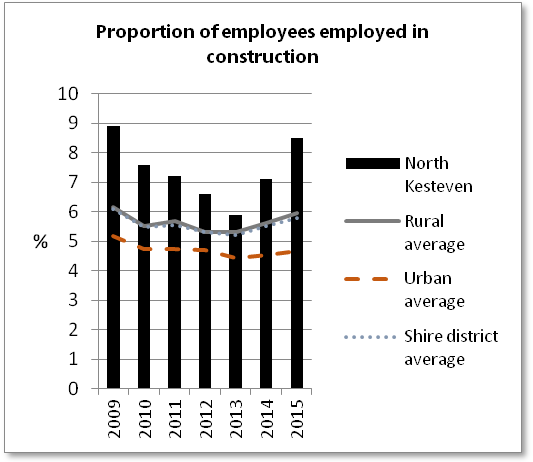 Proportion of employees employed in
construction
10
9
8
7
6
5
4
3
2
1
0
%
2009
2010
2011
2012
2013
2014
2015
North
Kesteven
Rural
average
Urban
average
Shire district
average